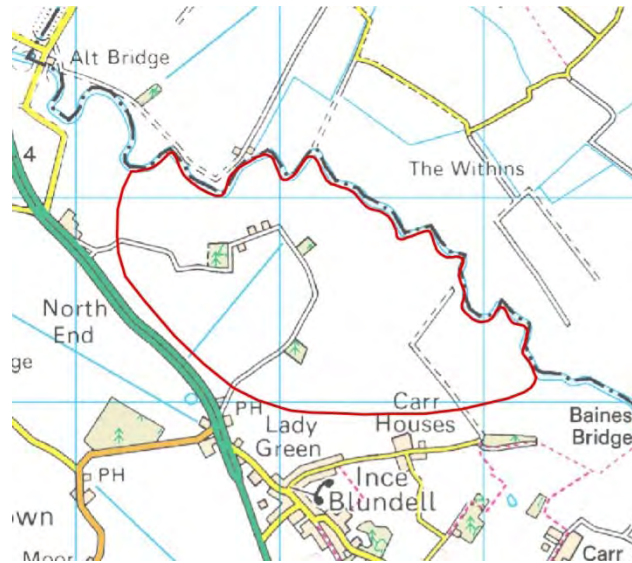 Alt Bridge
4
The Withins
North
End
ge
PH
Lady
Green
Carr
Houses
Baines
Bridge
PH
Ince
Blundell
own
Moor
Carr